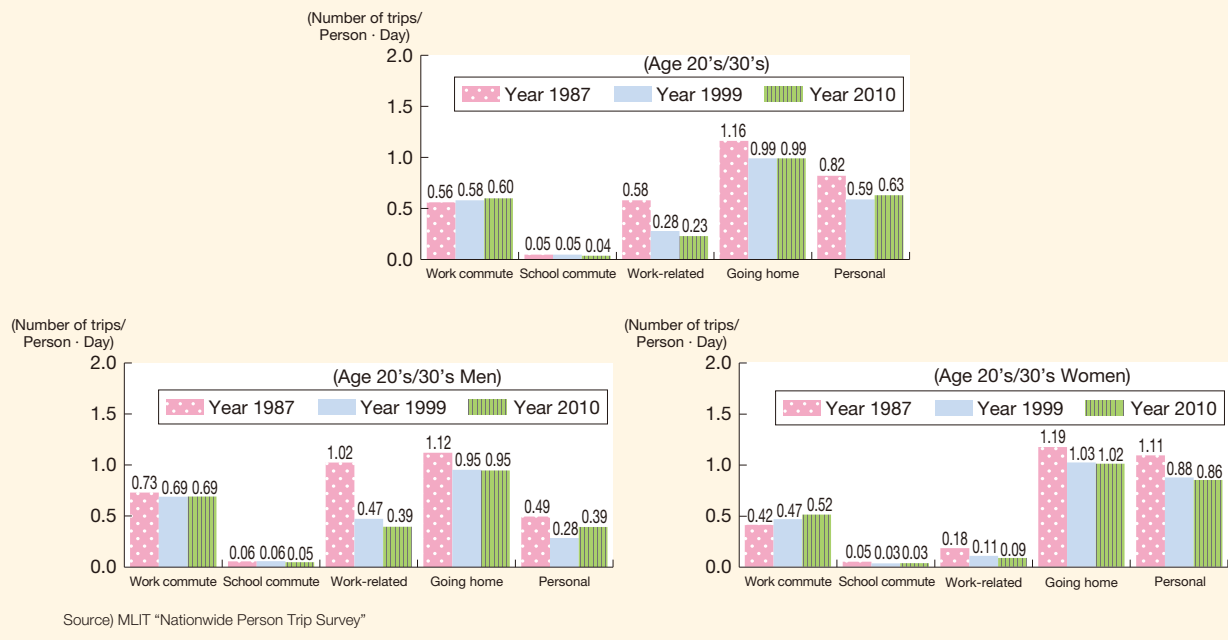 (Number of trips/
Person · Day)
(Age 20's/30's)
Year 1987 Year 1999 Year 2010
2.0
1.5
1.0
0.5
0.0
0.56 0.58 0.60
0.05 0.05 0.04
0.58 0.28 0.23
1.16 0.99 0.99
0.82 0.59 0.63
Work commute School commute Work-related Going home Personal
(Number of trips/
Person · Day)
(Age 20's/30's Men)
Year 1987 Year 1999 Year 2010
2.0
1.5
1.0
0.5
0.0
0.73 0.69 0.69
0.06 0.06 0.05
1.02 0.47 0.39
1.12 0.95 0.95
0.49 0.28 0.39
Work commute School commute Work-related Going home Personal
(Number of trips/
Person · Day)
(Age 20's/30's Women)
Year 1987 Year 1999 Year 2010
2.0
1.5
1.0
0.5
0.0
0.42 0.47 0.52
0.05 0.03 0.03
0.18 0.11 0.09
1.19 1.03 1.02
1.11 0.88 0.86
Work commute School commute Work-related Going home Personal
Source) MLIT "Nationwide Person Trip Survey"